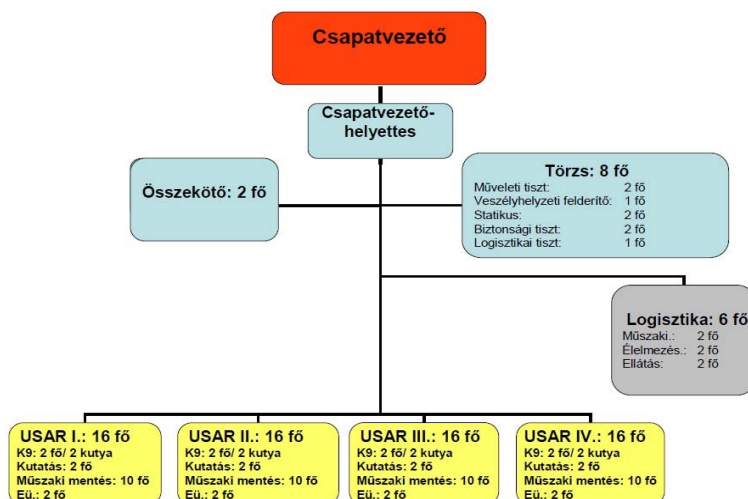 Csapatvezető
Csapatvezető-
helyettes
Összekötő: 2 fő
Törzs: 8 fő
Műveleti tiszt: 2 fő
Veszélyhelyzeti felderítő: 1 fő
Statikus: 2 fő
Biztonsági tiszt: 2 fő
Logisztikai tiszt: 1 fő
Logisztika: 6 fő
Műszaki.: 2 fő
Élelmezés.: 2 fő
Ellátás: 2 fő
USAR I.: 16 fő
K9: 2 fő/ 2 kutya
Kutatás: 2 fő
Műszaki mentés: 10 fő
Eü.: 2 fő
USAR II.: 16 fő
K9: 2 fő/ 2 kutya
Kutatás: 2 fő
Műszaki mentés: 10 fő
Eü.: 2 fő
USAR III.: 16 fő
K9: 2 fő/ 2 kutya
Kutatás: 2 fő
Műszaki mentés: 10 fő
Eü.: 2 fő
USAR IV.: 16 fő
K9: 2 fő/ 2 kutya
Kutatás: 2 fő
Műszaki mentés: 10 fő
Eü.: 2 fő